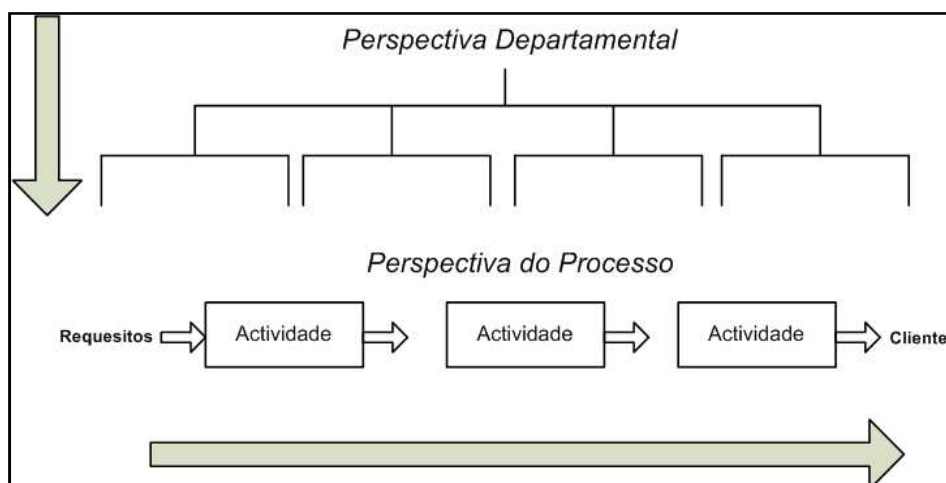 Perspectiva Departamental
Perspectiva do Processo
Requesitos Actividade Actividade Actividade Cliente